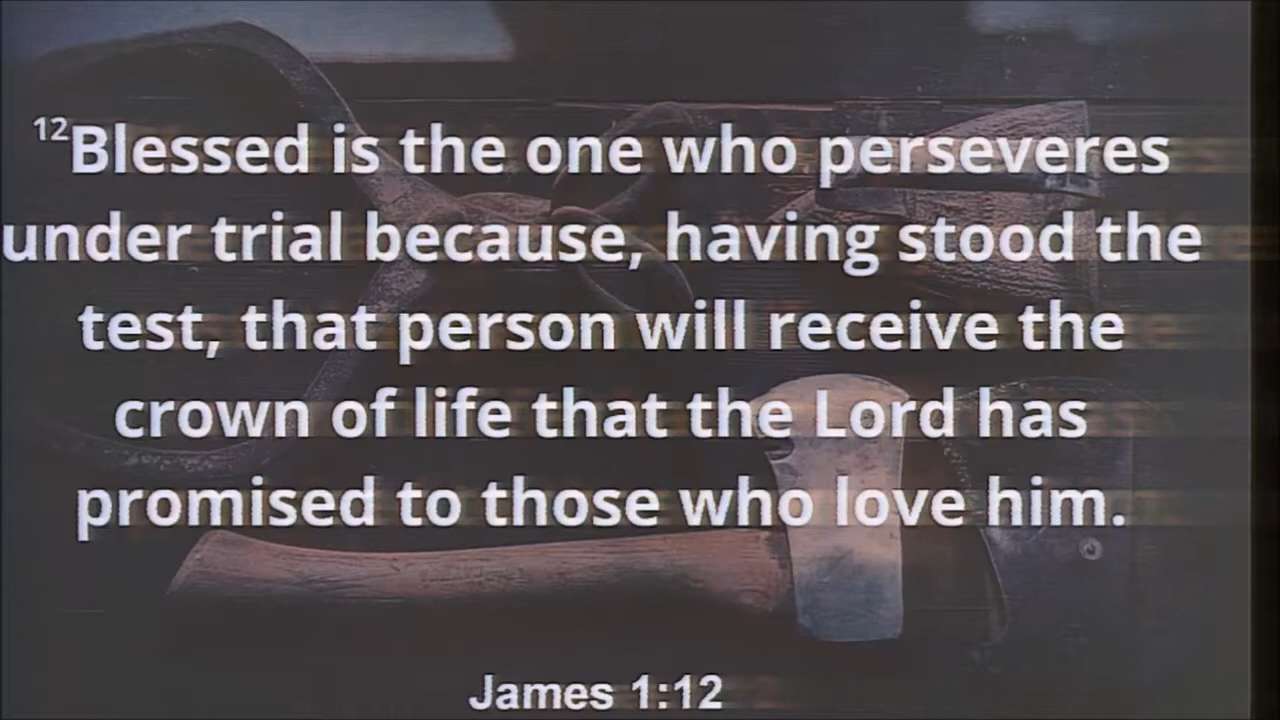 12Blessed is the one who perseveres
under trial because, having stood the
test, that person will receive the
crown of life that the Lord has
promised to those who love him.
James 1:12